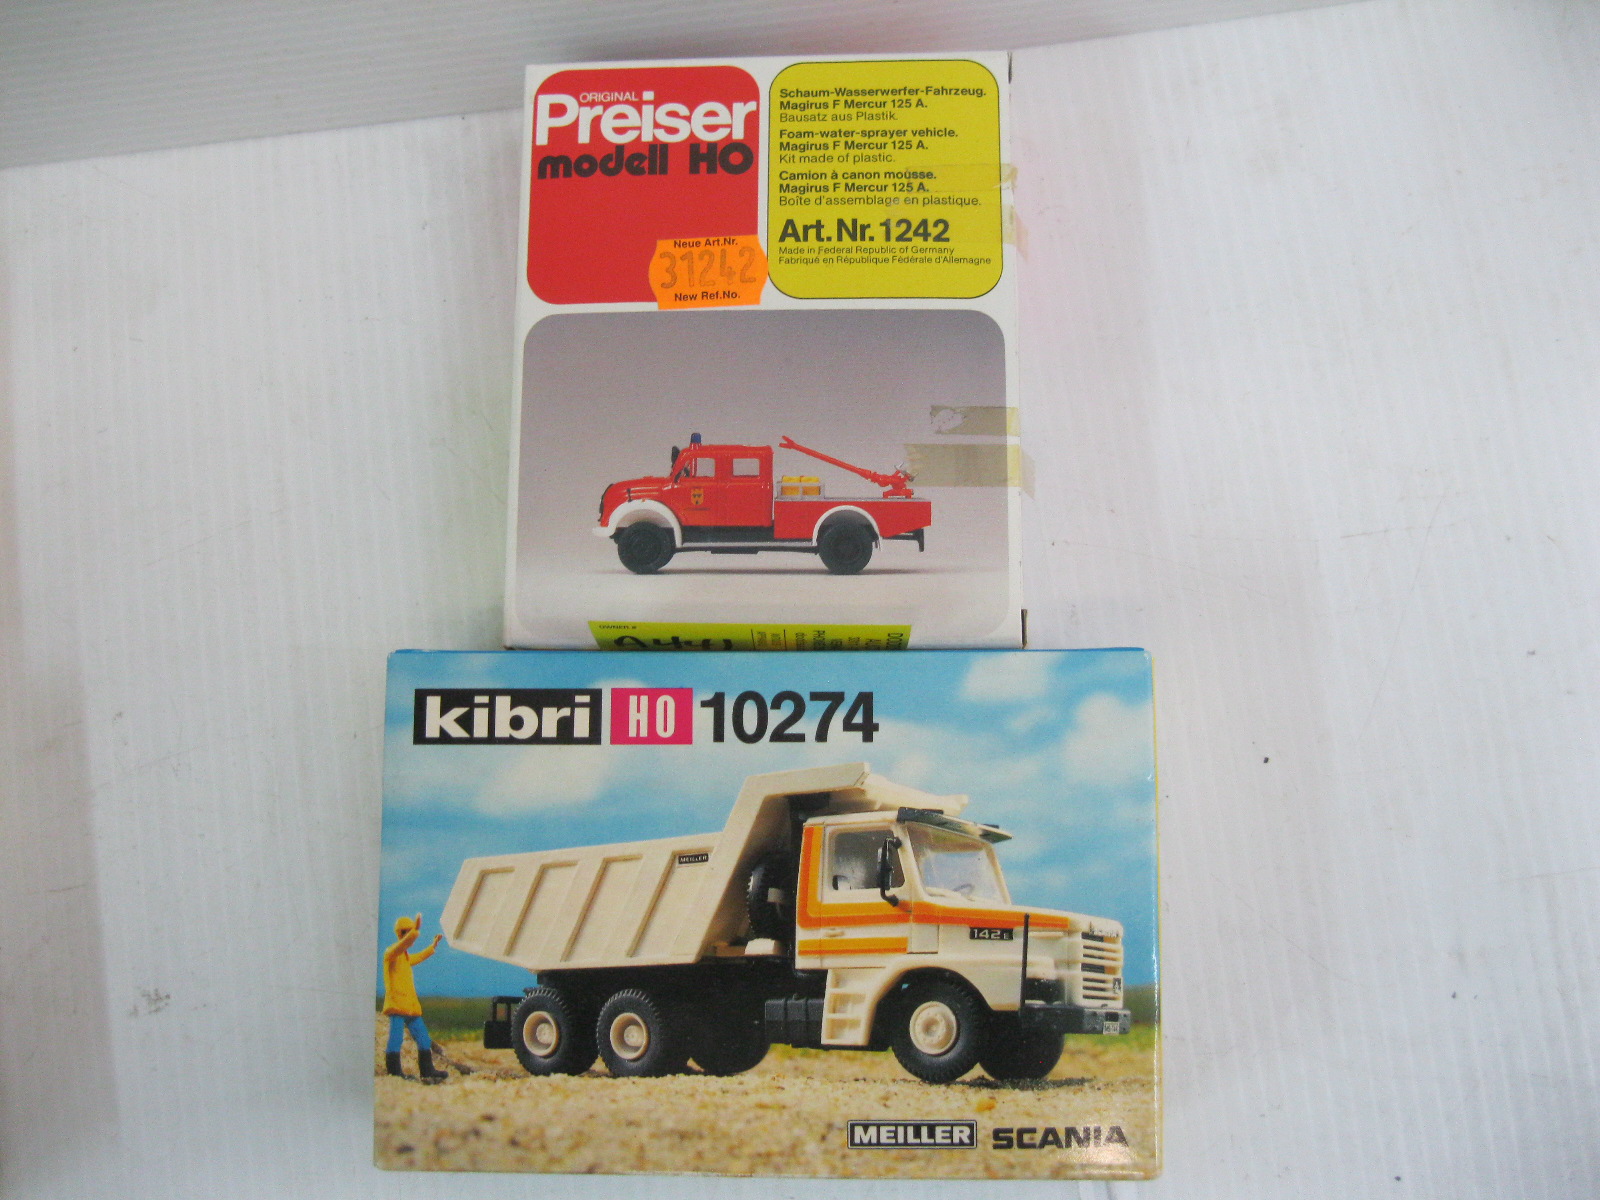 ORIGINAL
Preiser
modell HO
Neue Art.Nr.
31242
New Ref.No.
Schaum-Wasserwerfer-Fahrzeug.
Magirus F Mercur 125 A.
Bausatz aus Plastik.
Foam-water-sprayer vehicle.
Magirus F Mercur 125 A.
Kit made of plastic.
Camion à canon mousse.
Magirus F Mercur 125 A.
Boîte d'assemblage en plastique.
Art.Nr.1242
Made in Federal Republic of Germany
Fabriqué en République Fédérale d'Allemagne
OWNER #
kibri HO 10274
MEILLER
142 E
MEILLER SCANIA